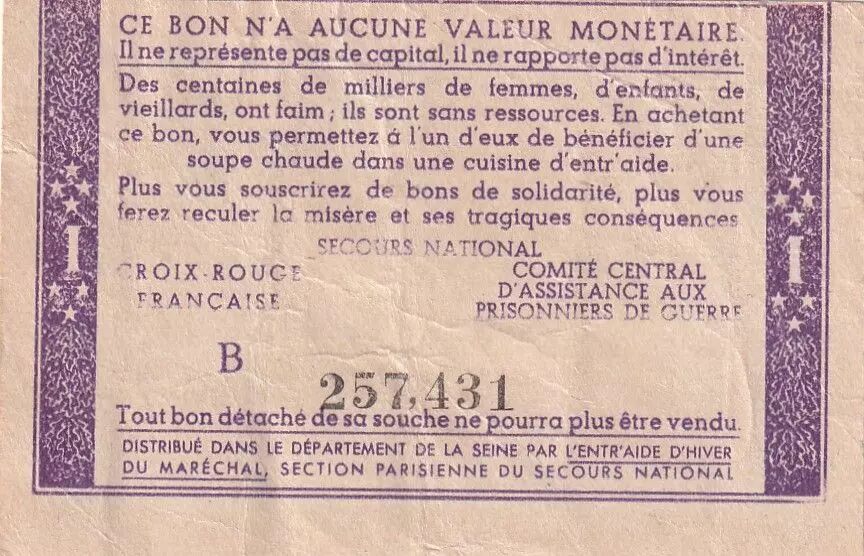 CE BON N'A AUCUNE VALEUR MONÉTAIRE.
Il ne représente pas de capital, il ne rapporte pas d'intérêt.
Des centaines de milliers de femmes, d'enfants, de
vieillards, ont faim ; ils sont sans ressources. En achetant
ce bon, vous permettez á l'un d'eux de bénéficier d'une
soupe chaude dans une cuisine d'entr'aide.
Plus vous souscrirez de bons de solidarité, plus vous
ferez reculer la misère et ses tragiques conséquences
SECOURS NATIONAL
CROIX-ROUGE
FRANÇAISE
COMITÉ CENTRAL
D'ASSISTANCE AUX
PRISONNIERS DE GUERRE
I
I
B
257,431
Tout bon détaché de sa souche ne pourra plus être vendu.
DISTRIBUÉ DANS LE DÉPARTEMENT DE LA SEINE PAR L'ENTR'AIDE D'HIVER
DU MARÉCHAL, SECTION PARISIENNE DU SECOURS NATIONAL